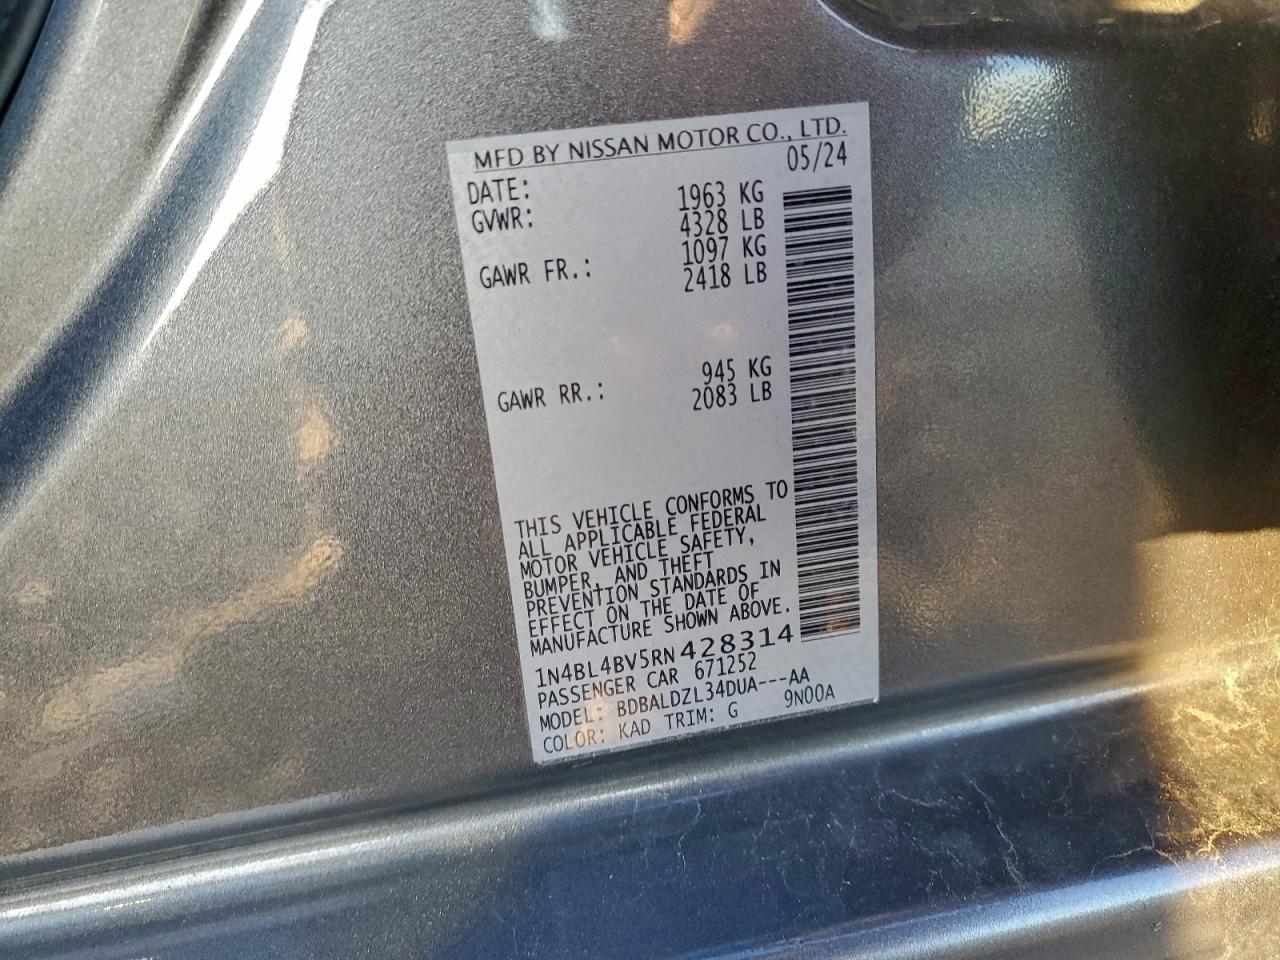 MFD BY NISSAN MOTOR CO., LTD.
DATE: 05/24
GVWR: 1963 KG
4328 LB
GAWR FR.: 1097 KG
2418 LB
GAWR RR.: 945 KG
2083 LB
THIS VEHICLE CONFORMS TO
ALL APPLICABLE FEDERAL
MOTOR VEHICLE SAFETY,
BUMPER, AND THEFT
PREVENTION STANDARDS IN
EFFECT ON THE DATE OF
MANUFACTURE SHOWN ABOVE.
1N4BL4BV5RN428314
PASSENGER CAR 671252
MODEL: BDBALDZL34DUA---AA
COLOR: KAD TRIM: G 9N00A